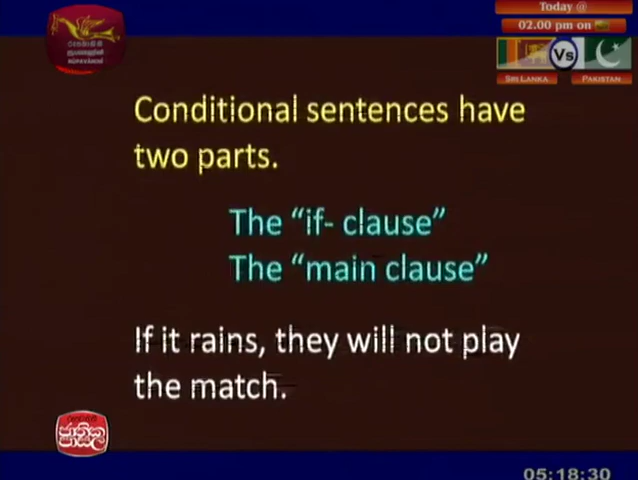 Today @
02.00 pm on
Vs
SRI LANKA
PAKISTAN
Conditional sentences have
two parts.
The "if- clause"
The "main clause"
If it rains, they will not play
the match.
05:18:30